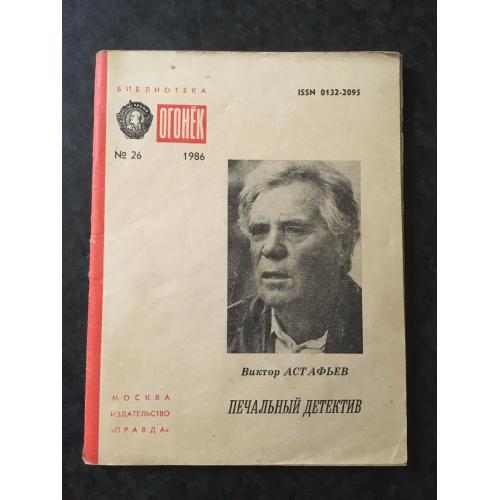 БИБЛИОТЕКА
ISSN 0132-2095
ОГОНЁК
№ 26 1986
Виктор АСТАФЬЕВ
ПЕЧАЛЬНЫЙ ДЕТЕКТИВ
МОСКВА
ИЗДАТЕЛЬСТВО
«ПРАВДА»